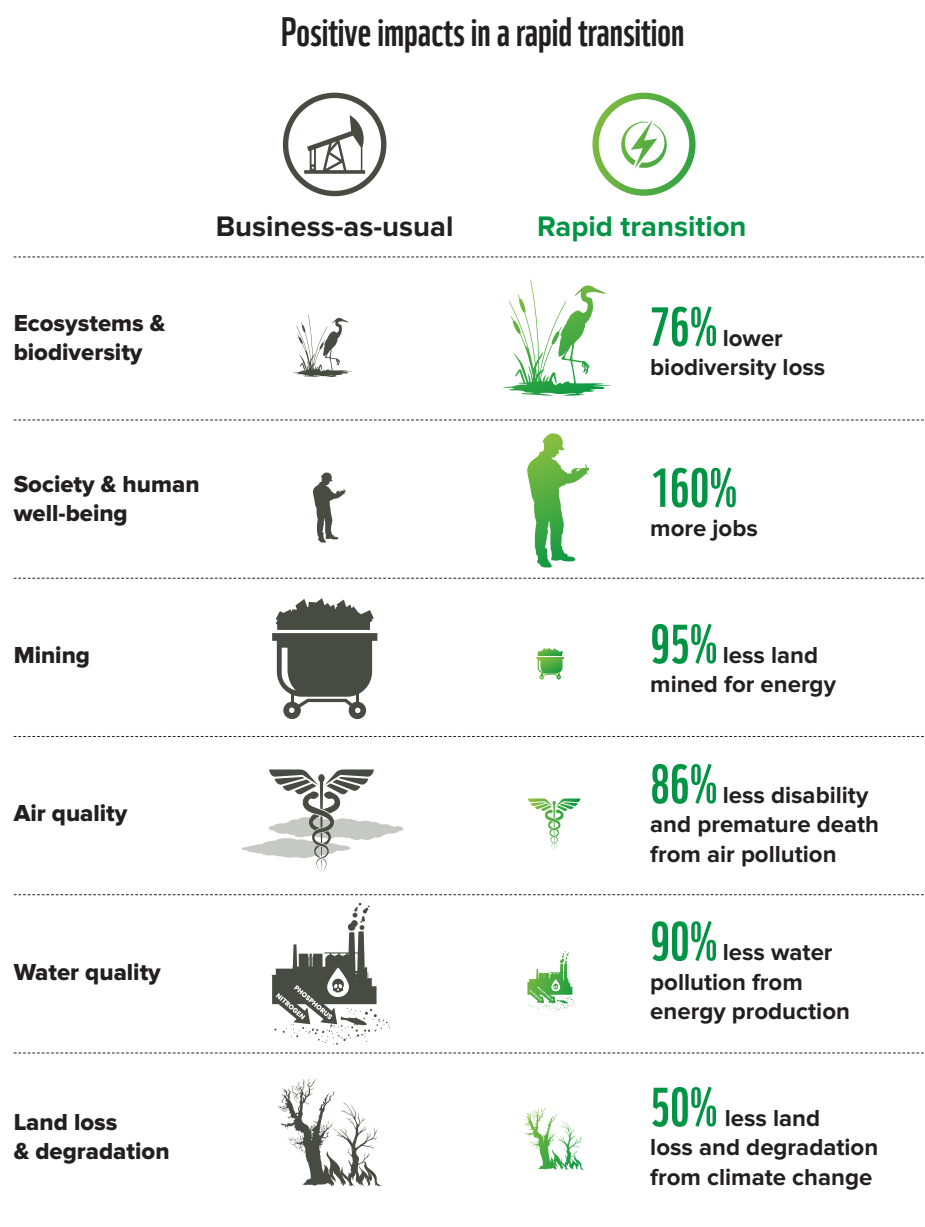 Positive impacts in a rapid transition
Business-as-usual
Rapid transition
Ecosystems &
biodiversity
76% lower
biodiversity loss
Society & human
well-being
160%
more jobs
Mining
95% less land
mined for energy
Air quality
86% less disability
and premature death
from air pollution
Water quality
PHOSPHORUS
NITROGEN
90% less water
pollution from
energy production
Land loss
& degradation
50% less land
loss and degradation
from climate change